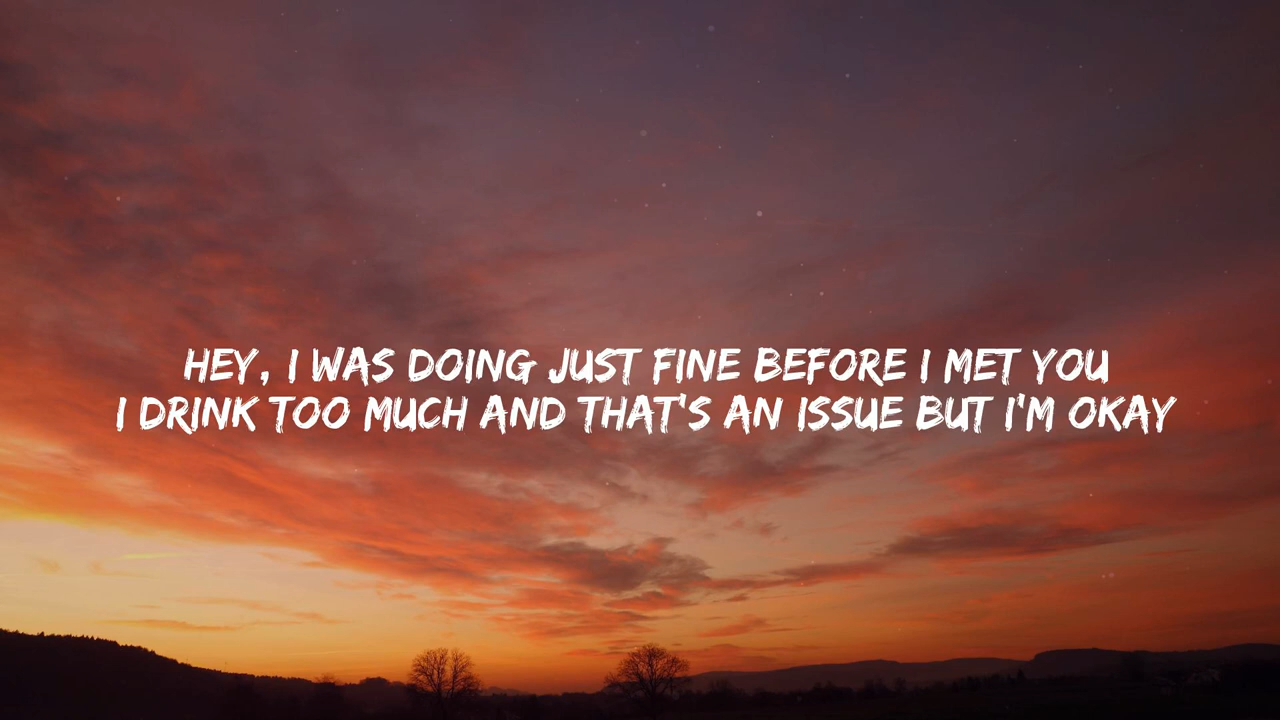 HEY, I WAS DOING JUST FINE BEFORE I MET YOU
I DRINK TOO MUCH AND THAT'S AN ISSUE BUT I'M OKAY